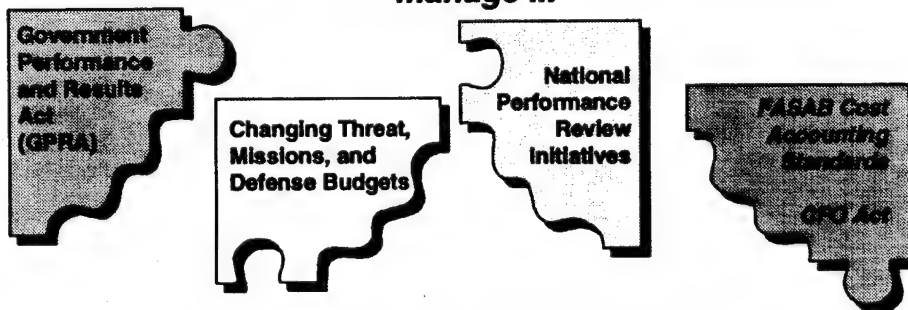 manage ...
Government
Performance
and Results
Act
(GPRA)
Changing Threat,
Missions, and
Defense Budgets
National
Performance
Review
Initiatives
FASAB Cost
Accounting
Standards
CFO Act